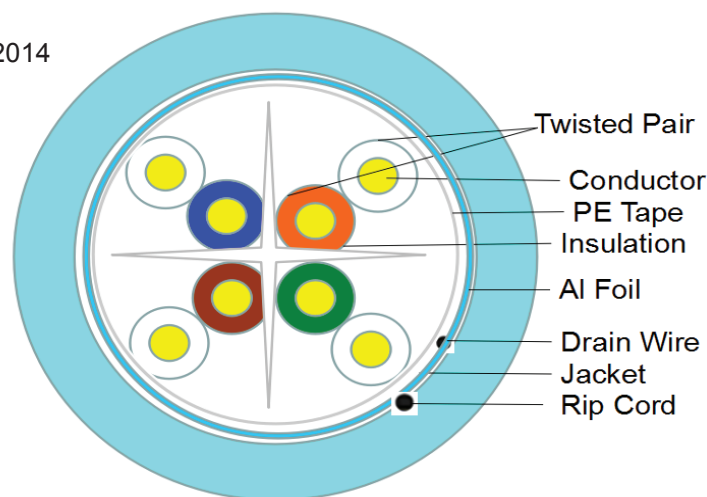 2014
Twisted Pair
Conductor
PE Tape
Insulation
Al Foil
Drain Wire
Jacket
Rip Cord